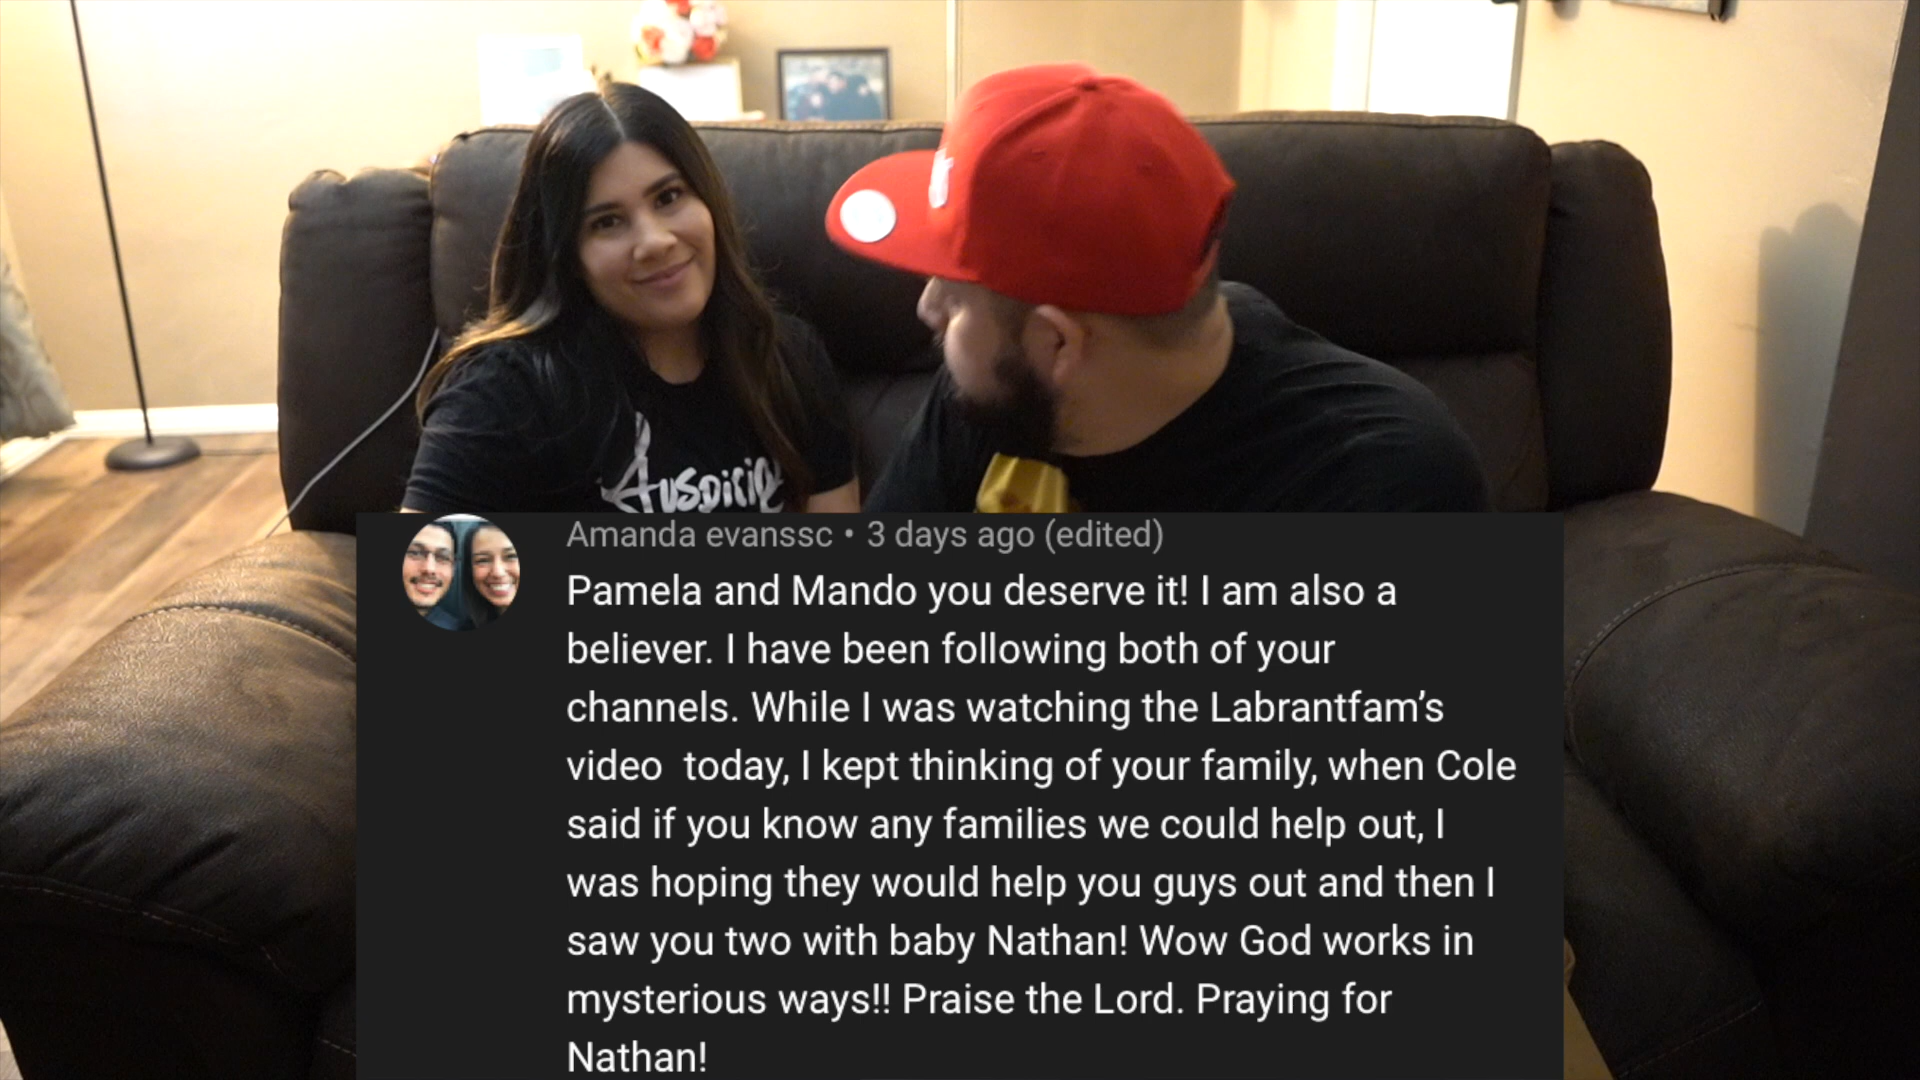 Auspicio
Amanda evanssc • 3 days ago (edited)
Pamela and Mando you deserve it! I am also a
believer. I have been following both of your
channels. While I was watching the Labrantfam’s
video  today, I kept thinking of your family, when Cole
said if you know any families we could help out, I
was hoping they would help you guys out and then I
saw you two with baby Nathan! Wow God works in
mysterious ways!! Praise the Lord. Praying for
Nathan!